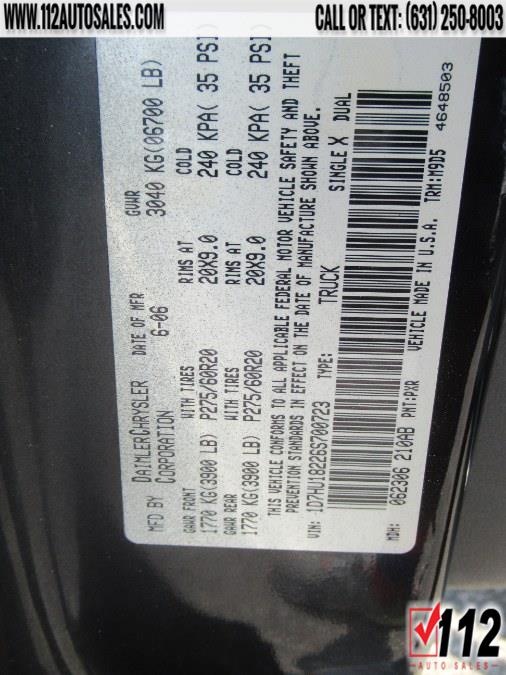 WWW.112AUTOSALES.COM
CALL OR TEXT: (631) 250-8003
MFD BY DAIMLERCHRYSLER CORPORATION
DATE OF MFR 6-06
GVWR 3040 KG(06700 LB)
GAWR FRONT WITH TIRES RIMS AT COLD
1770 KG(3900 LB) P275/60R20 20X9.0 240 KPA( 35 PSI)
GAWR REAR WITH TIRES RIMS AT COLD
1770 KG(3900 LB) P275/60R20 20X9.0 240 KPA( 35 PSI)
THIS VEHICLE CONFORMS TO ALL APPLICABLE FEDERAL MOTOR VEHICLE SAFETY AND THEFT
PREVENTION STANDARDS IN EFFECT ON THE DATE OF MANUFACTURE SHOWN ABOVE.
VIN: 1D7HU18226S700723 TYPE: TRUCK SINGLE X DUAL
MDH: 062306 210AB PNT:PXR VEHICLE MADE IN U.S.A. TRM:M9D5 4648503
112
AUTO SALES